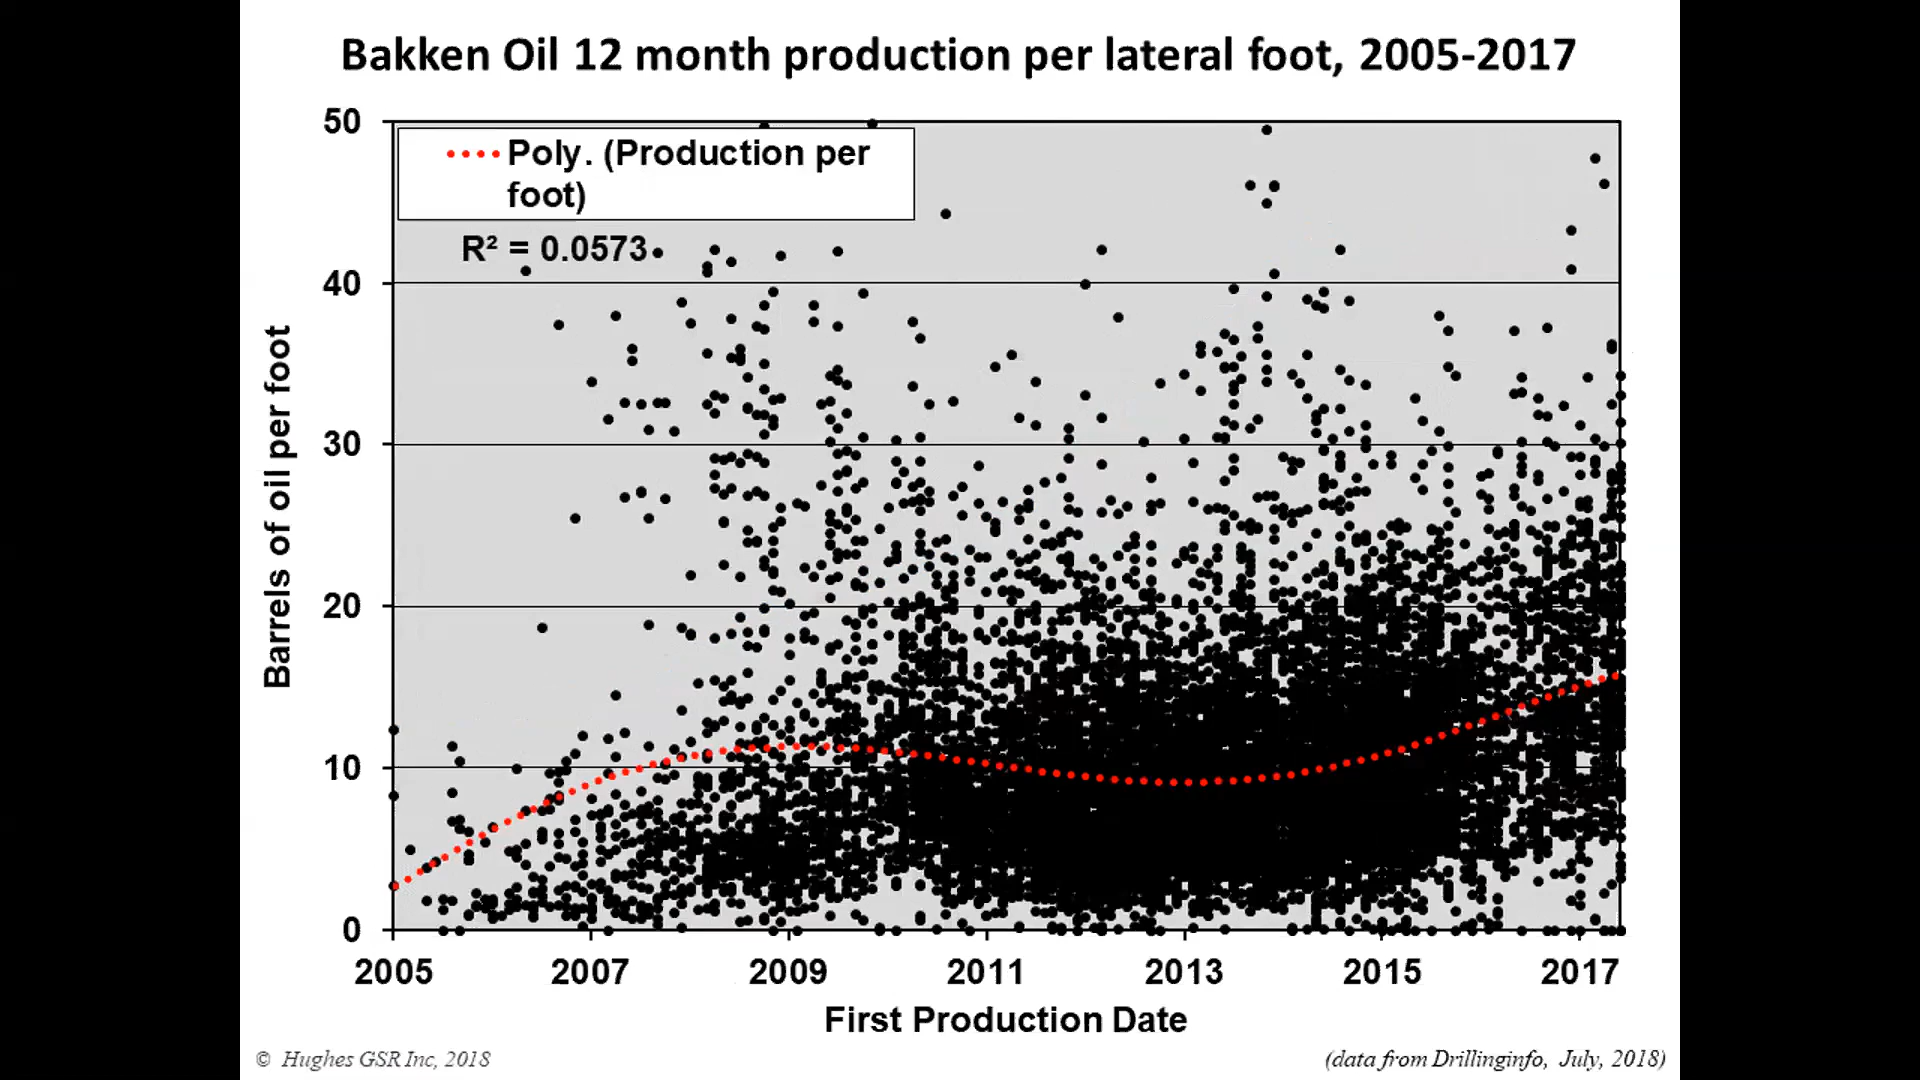 Bakken Oil 12 month production per lateral foot, 2005-2017
50
40
30
20
10
0
Barrels of oil per foot
Poly. (Production per
foot)
R² = 0.0573
2005 2007 2009 2011 2013 2015 2017
First Production Date
© Hughes GSR Inc, 2018
(data from Drillinginfo, July, 2018)